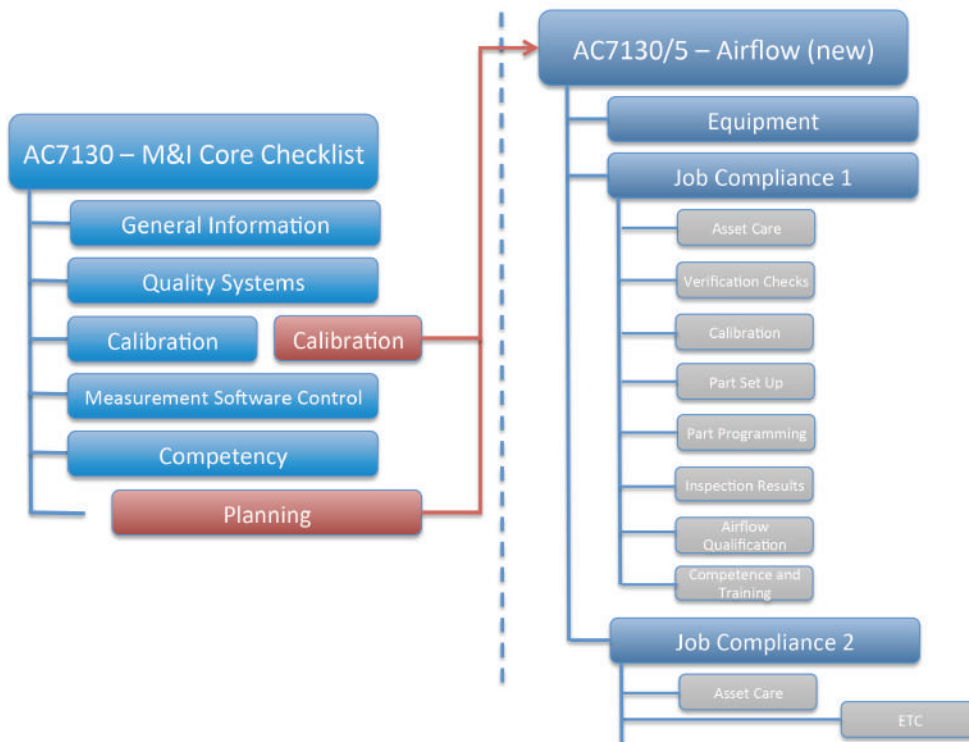 AC7130 – M&I Core Checklist
General Information
Quality Systems
Calibration
Calibration
Measurement Software Control
Competency
Planning
AC7130/5 – Airflow (new)
Equipment
Job Compliance 1
Asset Care
Verification Checks
Calibration
Part Set Up
Part Programming
Inspection Results
Airflow
Qualification
Competence and
Training
Job Compliance 2
Asset Care
ETC